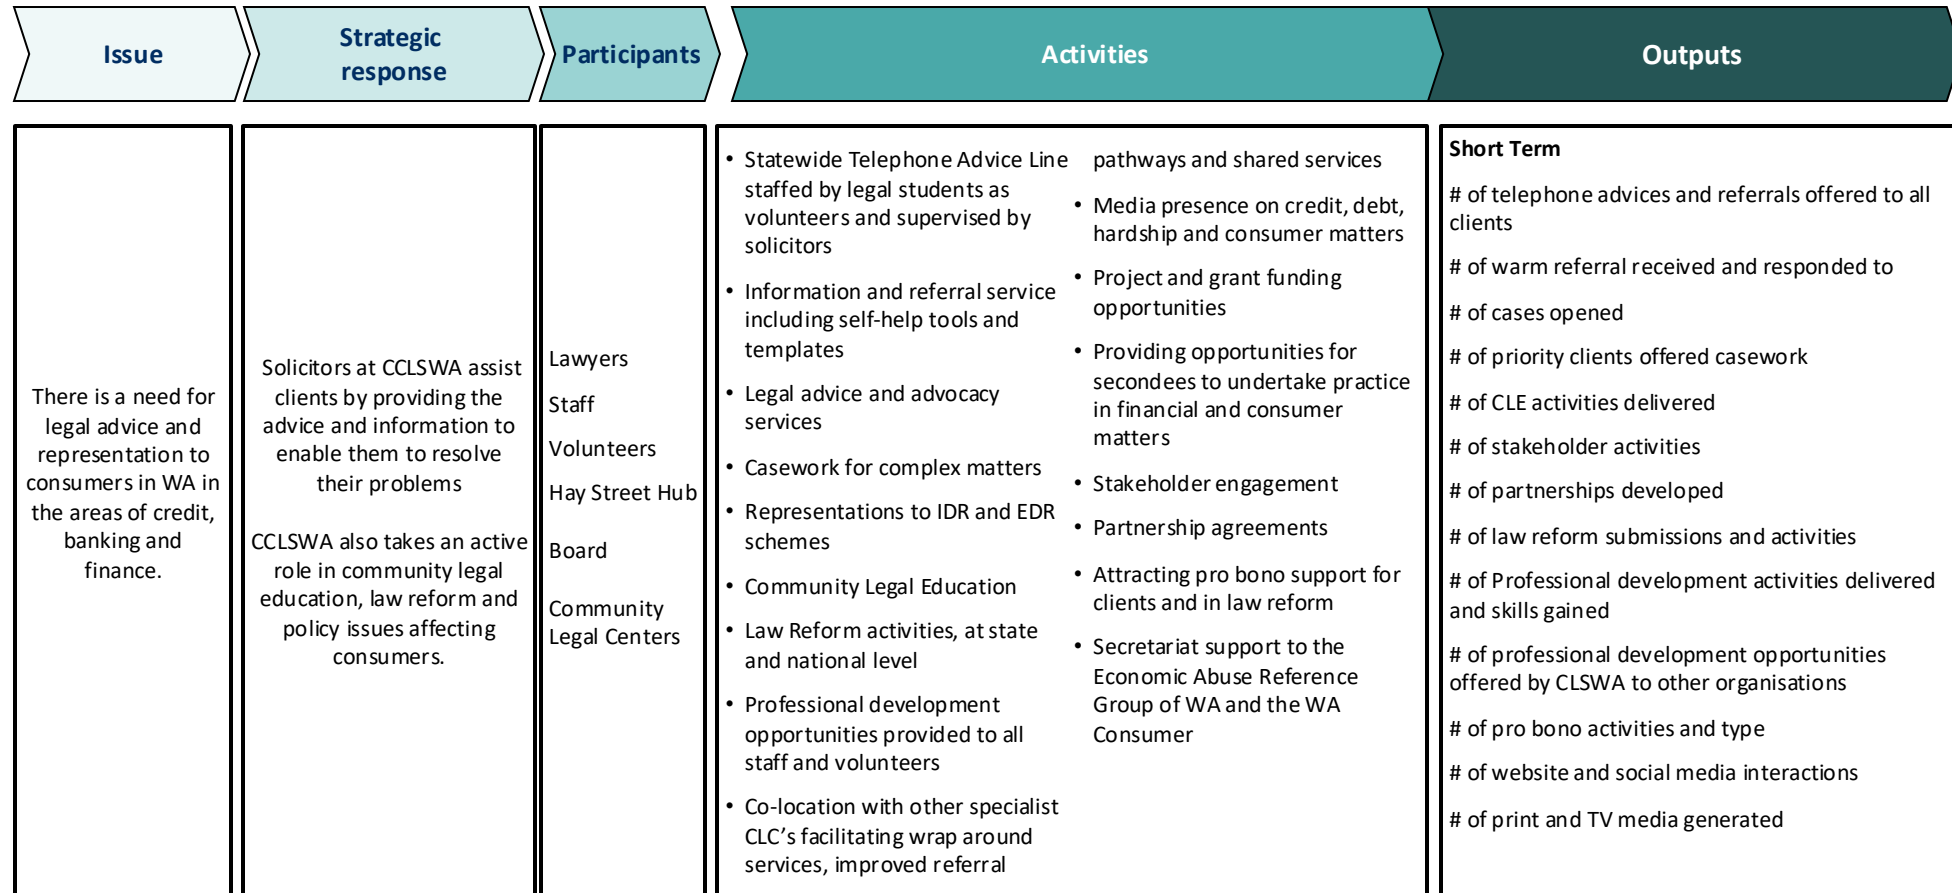 Issue
Strategic
response
Participants
Activities
Outputs
There is a need for
legal advice and
representation to
consumers in WA in
the areas of credit,
banking and
finance.
Solicitors at CCLSWA assist
clients by providing the
advice and information to
enable them to resolve
their problems
CCLSWA also takes an active
role in community legal
education, law reform and
policy issues affecting
consumers.
Lawyers
Staff
Volunteers
Hay Street Hub
Board
Community
Legal Centers
• Statewide Telephone Advice Line
staffed by legal students as
volunteers and supervised by
solicitors
• Information and referral service
including self-help tools and
templates
• Legal advice and advocacy
services
• Casework for complex matters
• Representations to IDR and EDR
schemes
• Community Legal Education
• Law Reform activities, at state
and national level
• Professional development
opportunities provided to all
staff and volunteers
• Co-location with other specialist
CLC’s facilitating wrap around
services, improved referral
pathways and shared services
• Media presence on credit, debt,
hardship and consumer matters
• Project and grant funding
opportunities
• Providing opportunities for
secondees to undertake practice
in financial and consumer
matters
• Stakeholder engagement
• Partnership agreements
• Attracting pro bono support for
clients and in law reform
• Secretariat support to the
Economic Abuse Reference
Group of WA and the WA
Consumer
Short Term
# of telephone advices and referrals offered to all
clients
# of warm referral received and responded to
# of cases opened
# of priority clients offered casework
# of CLE activities delivered
# of stakeholder activities
# of partnerships developed
# of law reform submissions and activities
# of Professional development activities delivered
and skills gained
# of professional development opportunities
offered by CLSWA to other organisations
# of pro bono activities and type
# of website and social media interactions
# of print and TV media generated